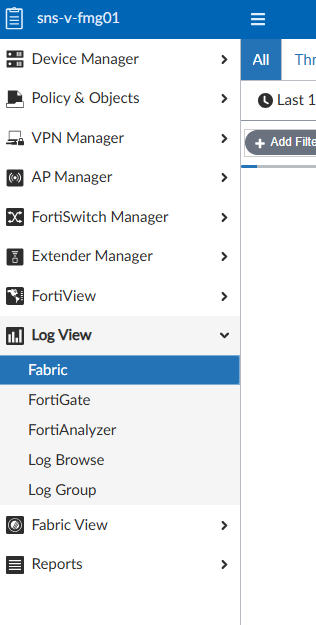 sns-v-fmg01
Device Manager
All
Policy & Objects
Last 1
VPN Manager
Add Filte
AP Manager
FortiSwitch Manager
Extender Manager
FortiView
Log View
Fabric
FortiGate
FortiAnalyzer
Log Browse
Log Group
Fabric View
Reports